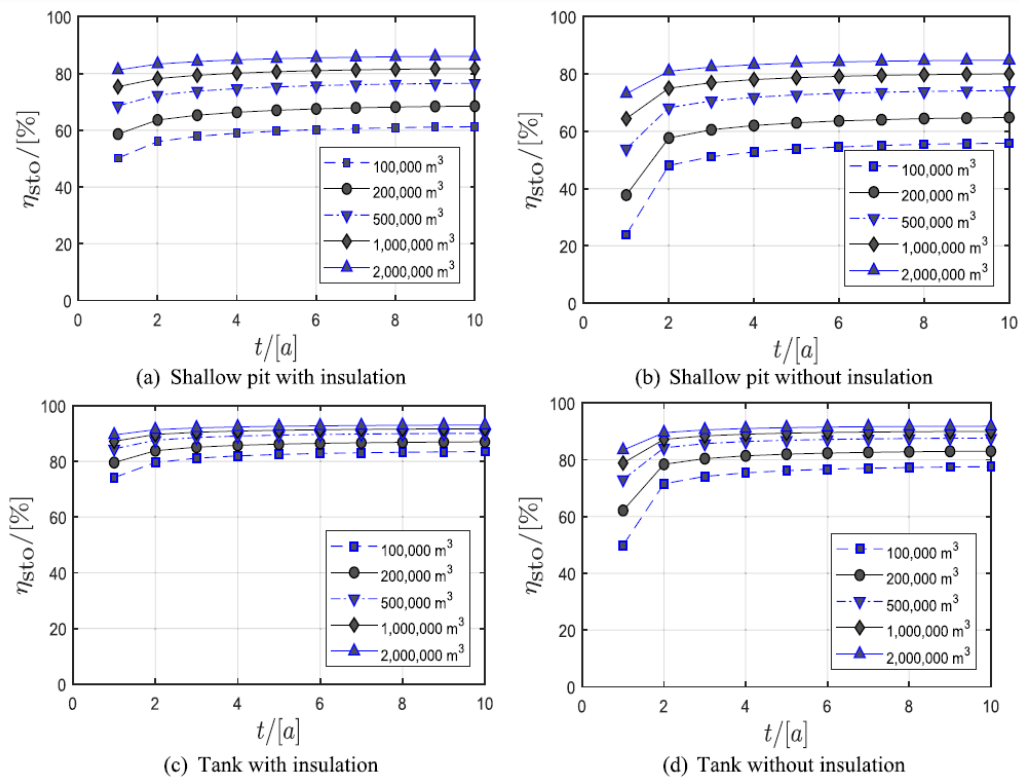 100
80
60
40
20
0
ηsto/[%]
100,000 m³
200,000 m³
500,000 m³
1,000,000 m³
2,000,000 m³
0 2 4 6 8 10
t/[a]
(a) Shallow pit with insulation
100
80
60
40
20
0
ηsto/[%]
100,000 m³
200,000 m³
500,000 m³
1,000,000 m³
2,000,000 m³
0 2 4 6 8 10
t/[a]
(b) Shallow pit without insulation
100
80
60
40
20
0
ηsto/[%]
100,000 m³
200,000 m³
500,000 m³
1,000,000 m³
2,000,000 m³
0 2 4 6 8 10
t/[a]
(c) Tank with insulation
100
80
60
40
20
0
ηsto/[%]
100,000 m³
200,000 m³
500,000 m³
1,000,000 m³
2,000,000 m³
0 2 4 6 8 10
t/[a]
(d) Tank without insulation